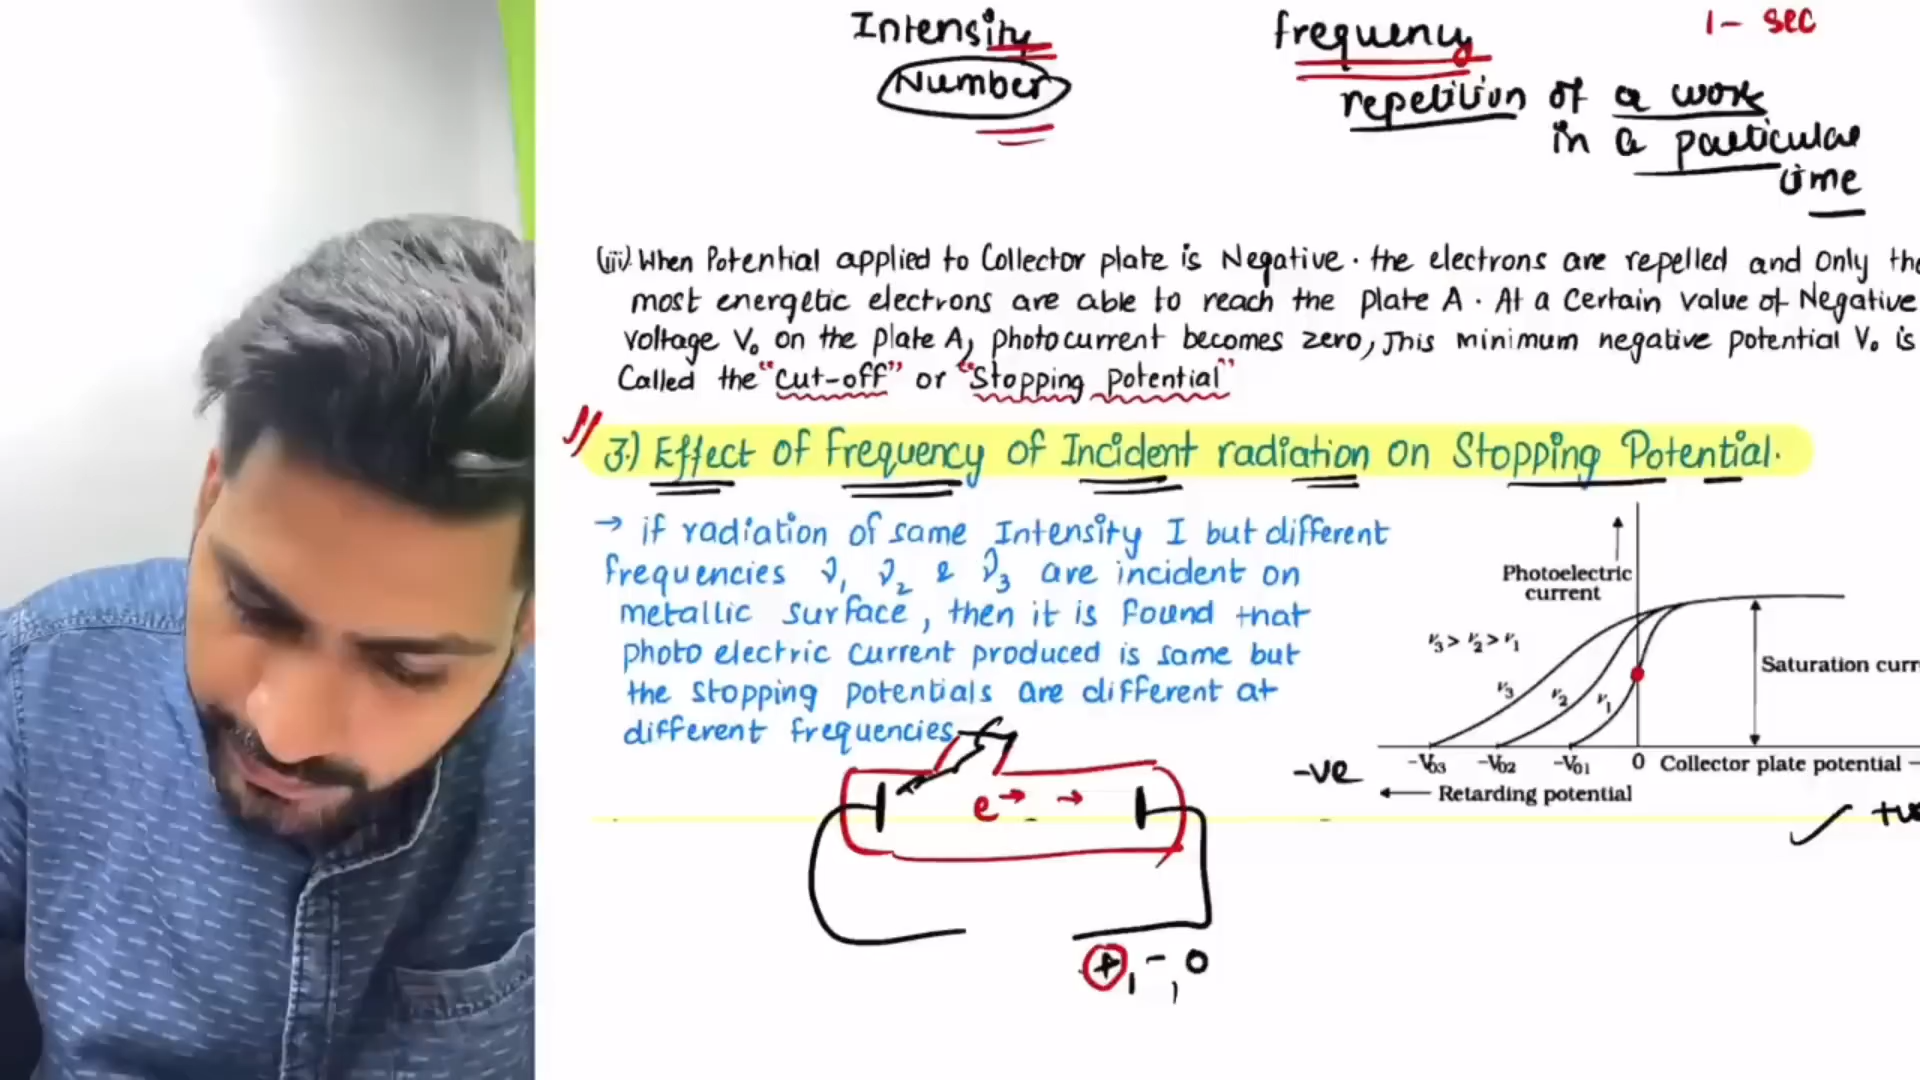 Intensity
Number
frequency
1 - sec
repetition of a work
in a particular
time
(iii) When Potential applied to Collector plate is Negative. the electrons are repelled and only the
most energetic electrons are able to reach the plate A. At a Certain value of Negative
voltage V₀ on the plate A, photocurrent becomes zero, This minimum negative potential V₀ is
Called the "cut-off" or "Stopping potential"
3.) Effect of frequency of Incident radiation on Stopping Potential.
→ if radiation of same Intensity I but different
frequencies ν₁ ν₂ & ν₃ are incident on
metallic surface, then it is found that
photo electric current produced is same but
the stopping potentials are different at
different frequencies
Photoelectric
current
ν₃ > ν₂ > ν₁
ν₃ ν₂ ν₁
Saturation curr
-ve
-V₀₃ -V₀₂ -V₀₁ 0 Collector plate potential
← Retarding potential
e → →
+, -, 0